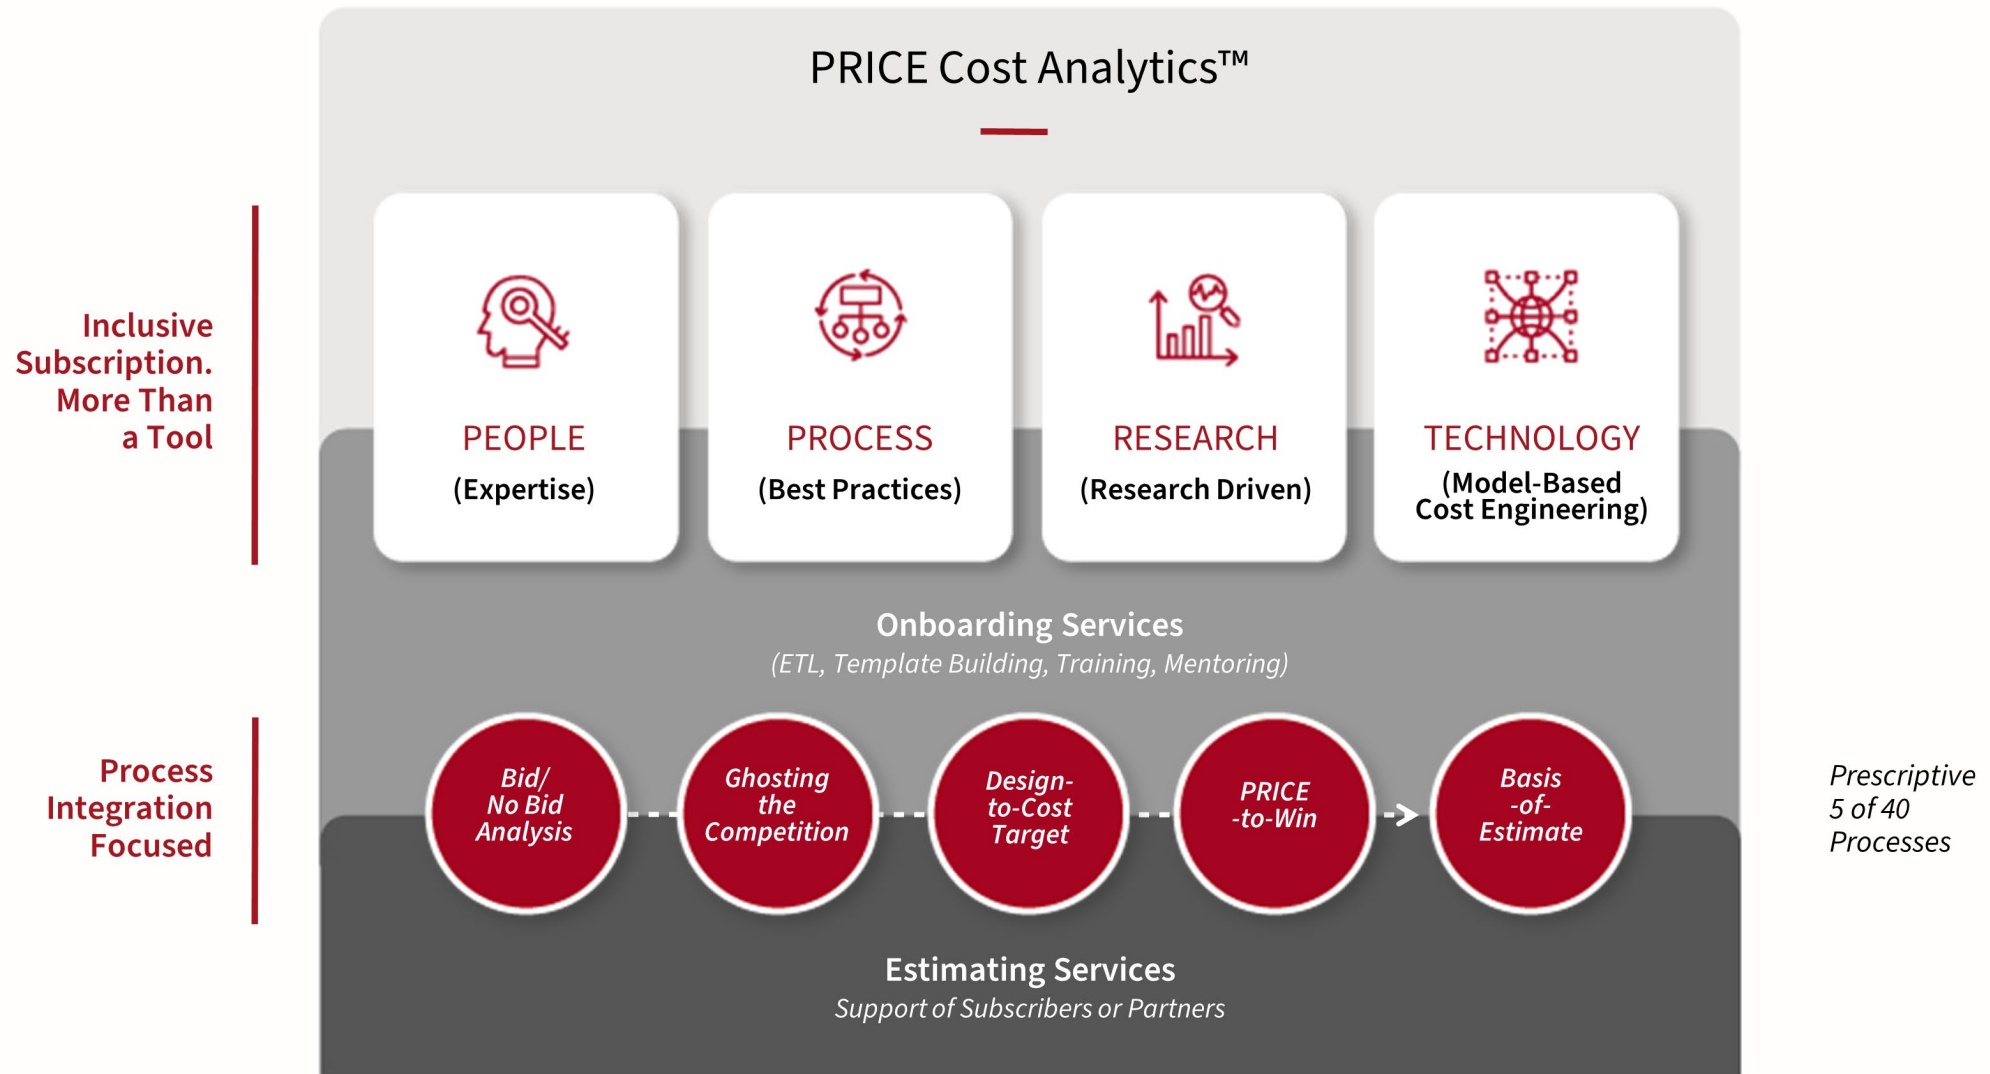 PRICE Cost Analytics™
Inclusive
Subscription.
More Than
a Tool
PEOPLE
(Expertise)
PROCESS
(Best Practices)
RESEARCH
(Research Driven)
TECHNOLOGY
(Model-Based
Cost Engineering)
Onboarding Services
(ETL, Template Building, Training, Mentoring)
Process
Integration
Focused
Bid/
No Bid
Analysis
Ghosting
the
Competition
Design-
to-Cost
Target
PRICE
-to-Win
Basis
-of-
Estimate
Prescriptive
5 of 40
Processes
Estimating Services
Support of Subscribers or Partners